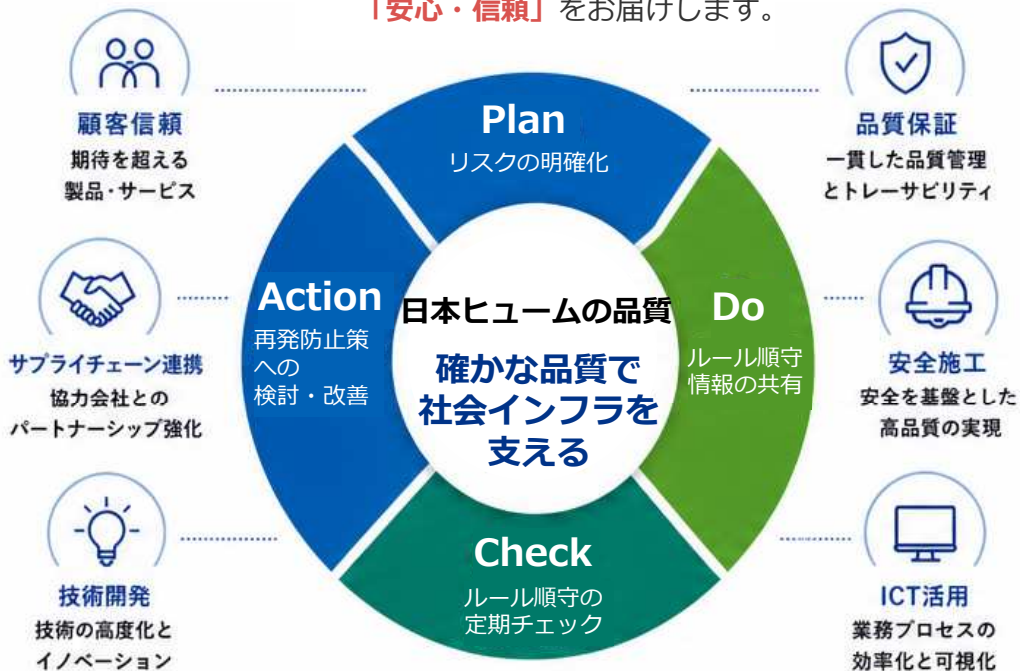 「安心・信頼」をお届けします。
顧客信頼
期待を超える
製品・サービス
サプライチェーン連携
協力会社との
パートナーシップ強化
技術開発
技術の高度化と
イノベーション
Plan
リスクの明確化
Action
再発防止策
への
検討・改善
日本ヒュームの品質
確かな品質で
社会インフラを
支える
Do
ルール順守
情報の共有
Check
ルール順守の
定期チェック
品質保証
一貫した品質管理
とトレーサビリティ
安全施工
安全を基盤とした
高品質の実現
ICT活用
業務プロセスの
効率化と可視化